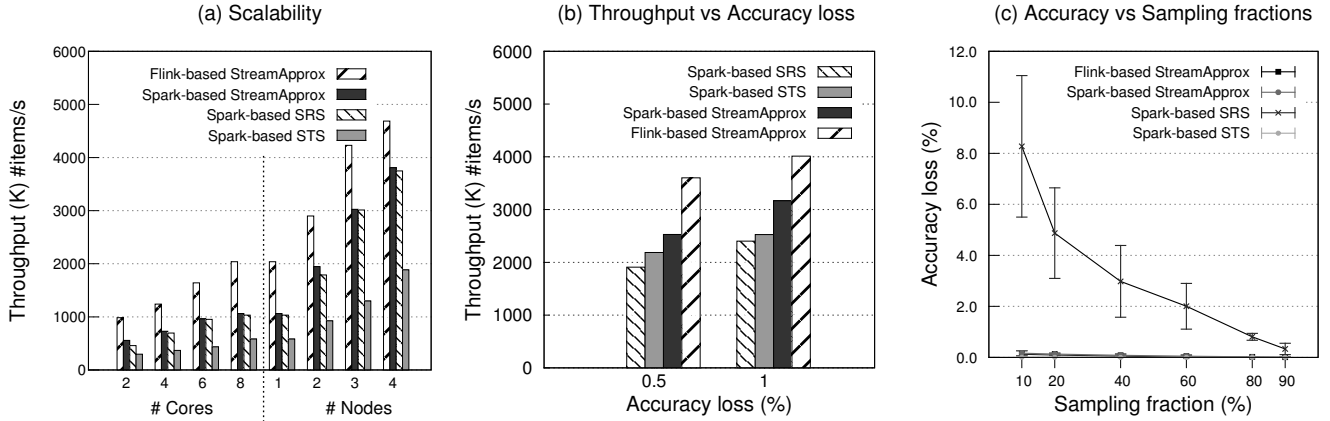 (a) Scalability
Throughput (K) #items/s
6000
5000
4000
3000
2000
1000
0
Flink-based StreamApprox
Spark-based StreamApprox
Spark-based SRS
Spark-based STS
2 4 6 8 1 2 3 4
# Cores # Nodes
(b) Throughput vs Accuracy loss
Throughput (K) #items/s
6000
5000
4000
3000
2000
1000
0
Spark-based SRS
Spark-based STS
Spark-based StreamApprox
Flink-based StreamApprox
0.5 1
Accuracy loss (%)
(c) Accuracy vs Sampling fractions
Accuracy loss (%)
12.0
10.0
8.0
6.0
4.0
2.0
0.0
Flink-based StreamApprox
Spark-based StreamApprox
Spark-based SRS
Spark-based STS
10 20 40 60 80 90
Sampling fraction (%)